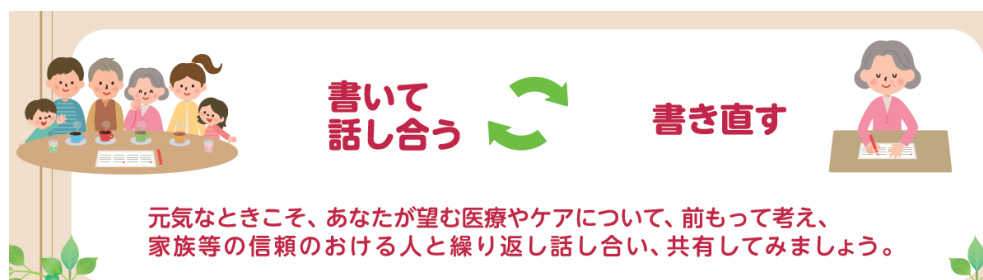 書いて
話し合う
書き直す
元気なときこそ、あなたが望む医療やケアについて、前もって考え、
家族等の信頼のおける人と繰り返し話し合い、共有してみましょう。